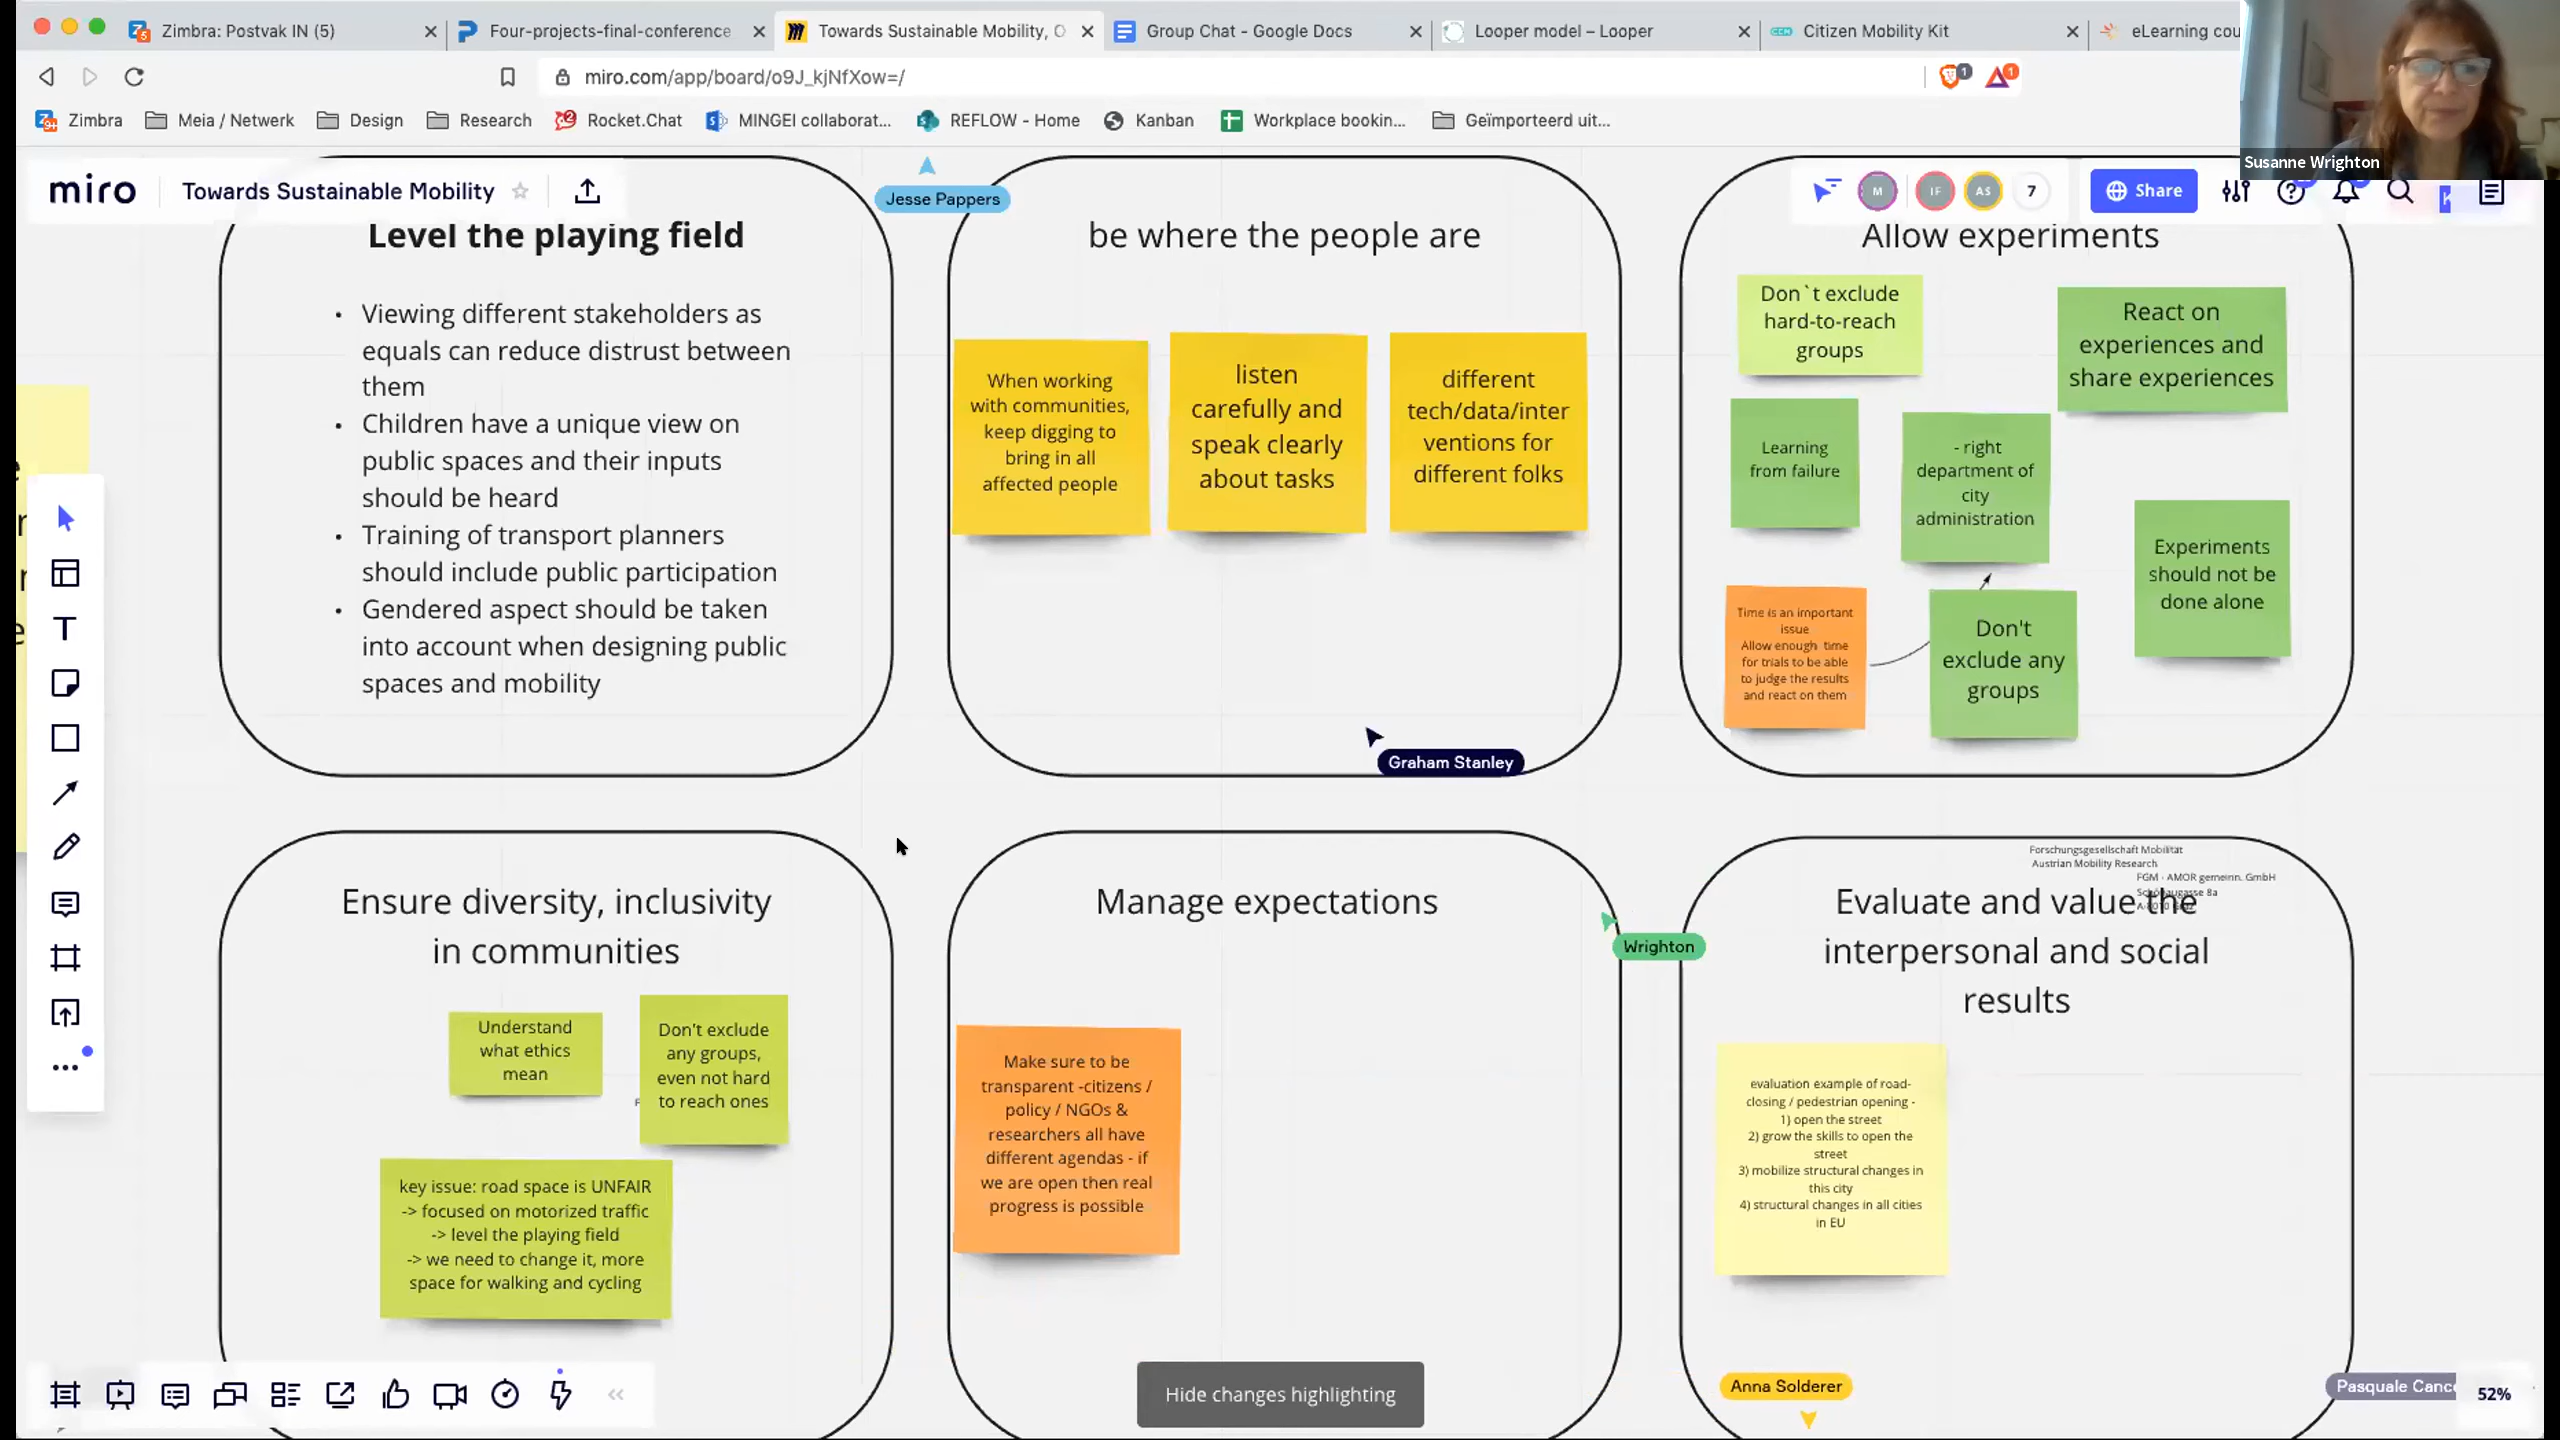 Zimbra: Postvak IN (5)
Four-projects-final-conference
Towards Sustainable Mobility, O
Group Chat - Google Docs
Looper model – Looper
Citizen Mobility Kit
eLearning cou
miro.com/app/board/o9J_kjNfXow=/
1
1
Zimbra
Meia / Netwerk
Design
Research
Rocket.Chat
MINGEI collaborat...
REFLOW - Home
Kanban
Workplace bookin...
Geïmporteerd uit...
Susanne Wrighton
miro
Towards Sustainable Mobility
Jesse Pappers
M
IF
AS
7
Share
Level the playing field
• Viewing different stakeholders as
equals can reduce distrust between
them
• Children have a unique view on
public spaces and their inputs
should be heard
• Training of transport planners
should include public participation
• Gendered aspect should be taken
into account when designing public
spaces and mobility
be where the people are
When working
with communities,
keep digging to
bring in all
affected people
listen
carefully and
speak clearly
about tasks
different
tech/data/inter
ventions for
different folks
Graham Stanley
Allow experiments
Don`t exclude
hard-to-reach
groups
React on
experiences and
share experiences
Learning
from failure
- right
department of
city
administration
Experiments
should not be
done alone
Time is an important
issue
Allow enough time
for trials to be able
to judge the results
and react on them
Don't
exclude any
groups
Ensure diversity, inclusivity
in communities
Understand
what ethics
mean
Don't exclude
any groups,
even not hard
to reach ones
key issue: road space is UNFAIR
-> focused on motorized traffic
-> level the playing field
-> we need to change it, more
space for walking and cycling
Manage expectations
Make sure to be
transparent -citizens /
policy / NGOs &
researchers all have
different agendas - if
we are open then real
progress is possible
Wrighton
Forschungsgesellschaft Mobilität
Austrian Mobility Research
FGM - AMOR gemeinn. GmbH
Evaluate and value the
interpersonal and social
results
evaluation example of road-
closing / pedestrian opening -
1) open the street
2) grow the skills to open the
street
3) mobilize structural changes in
this city
4) structural changes in all cities
in EU
Hide changes highlighting
Anna Solderer
Pasquale Cance
52%